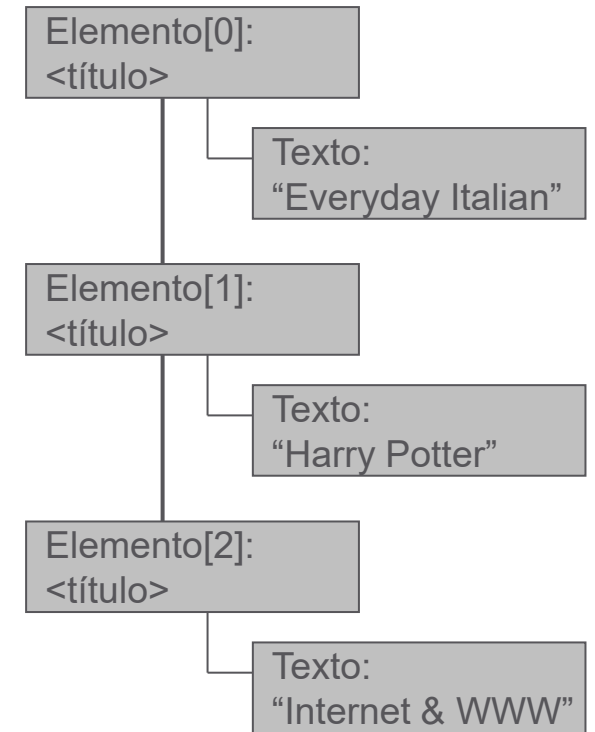 Elemento[0]:
<título>
Texto:
“Everyday Italian”
Elemento[1]:
<título>
Texto:
“Harry Potter”
Elemento[2]:
<título>
Texto:
“Internet & WWW”